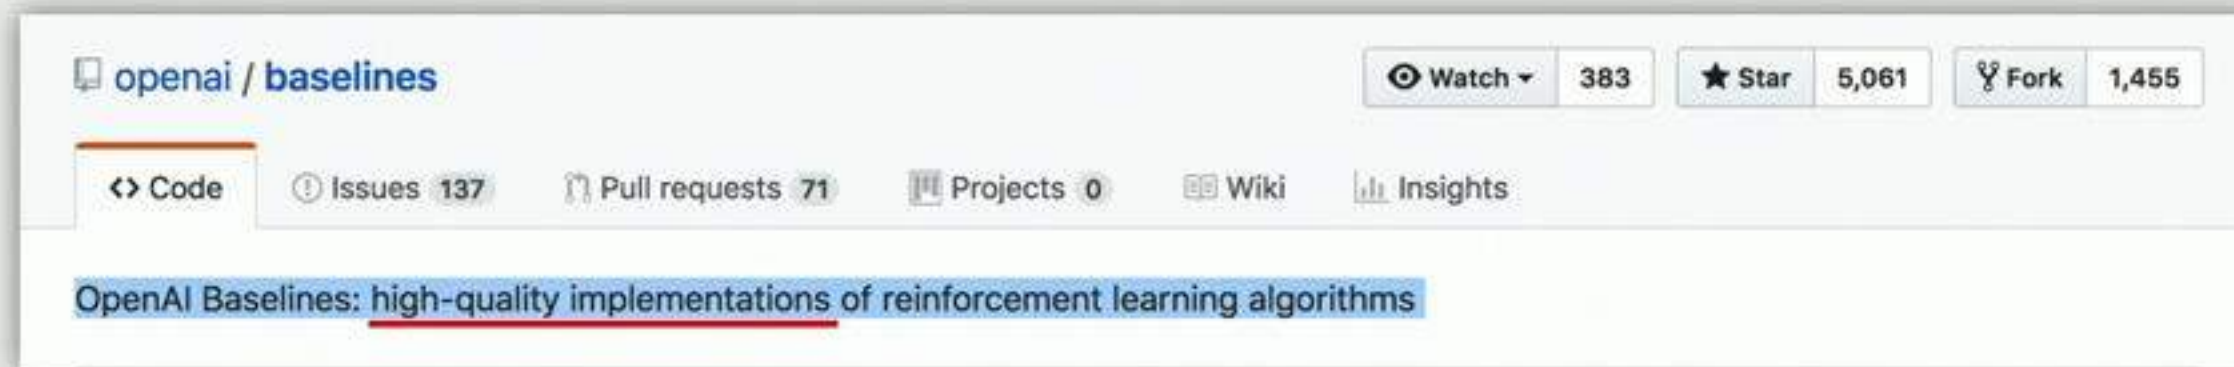 openai / baselines Watch 383 Star 5,061 Fork 1,455
Code Issues 137 Pull requests 71 Projects 0 Wiki Insights
OpenAI Baselines: high-quality implementations of reinforcement learning algorithms